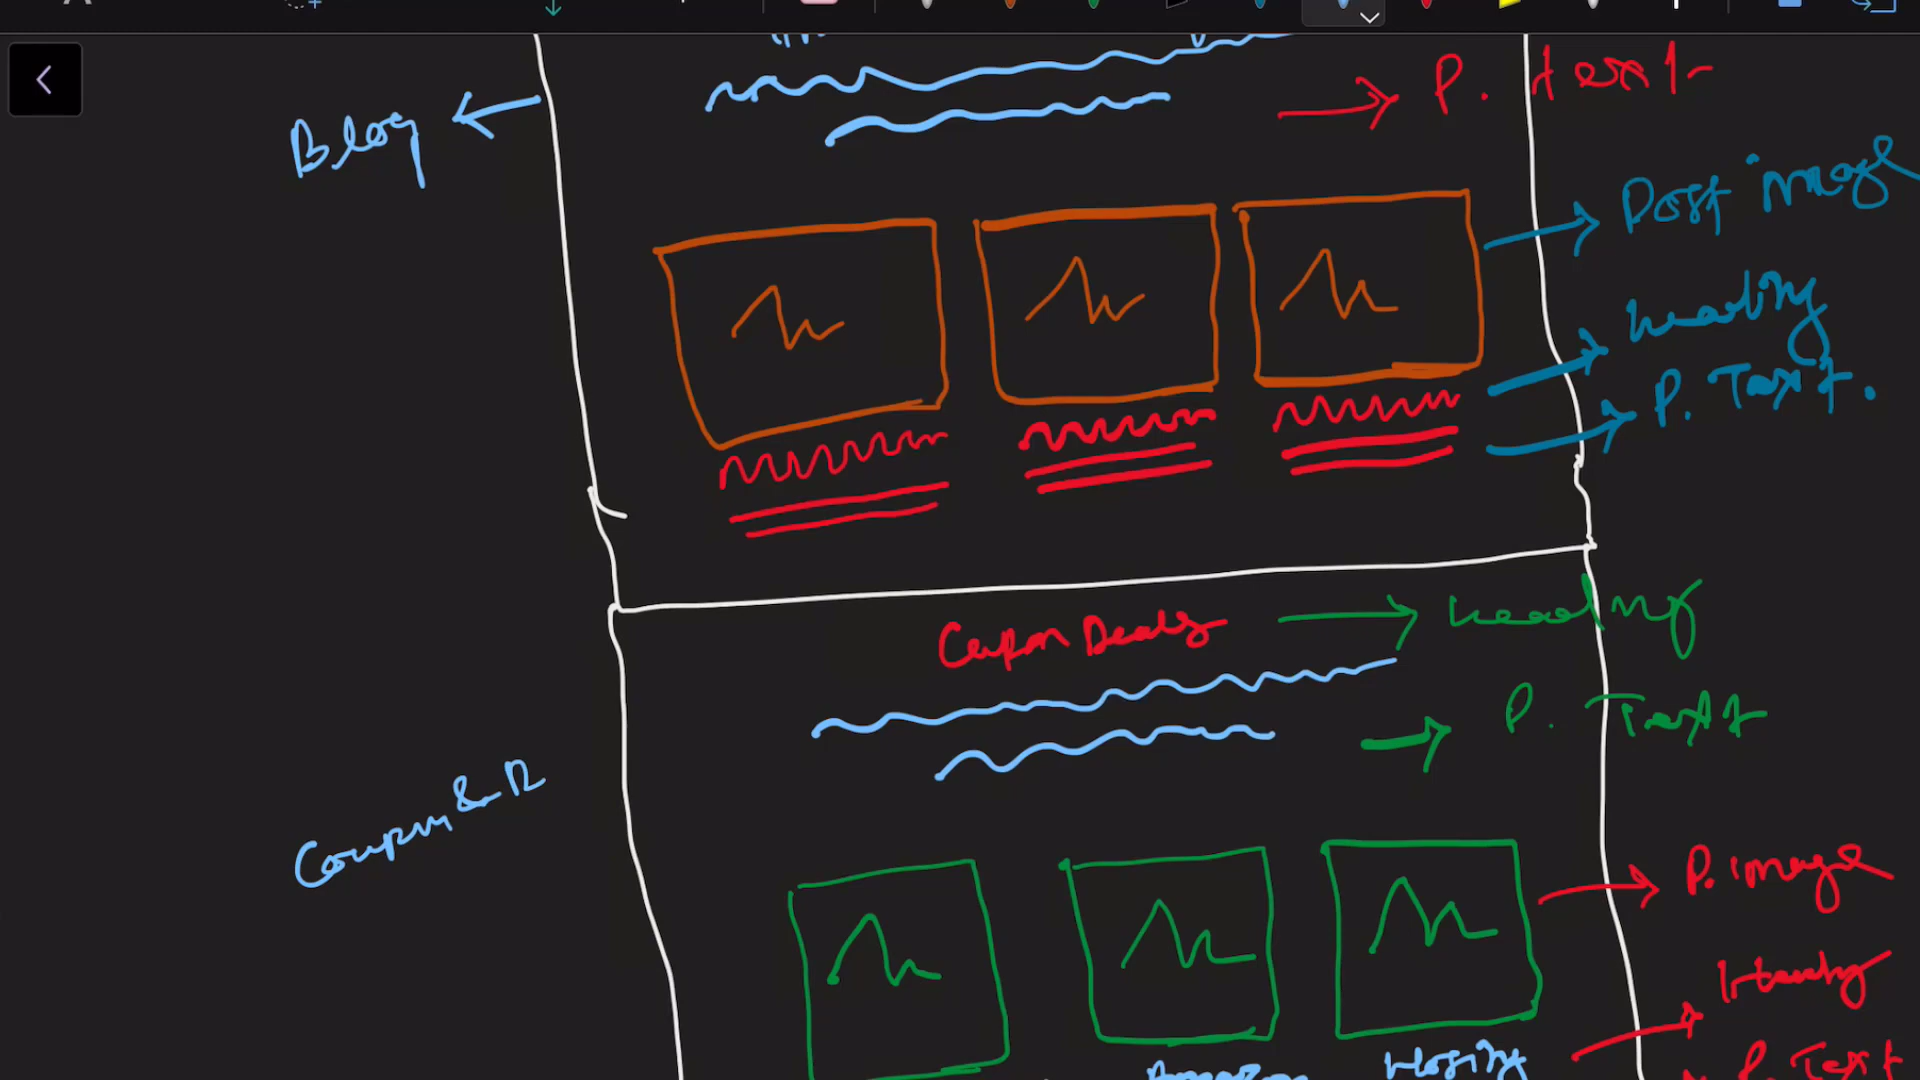 P. text
Blog
Post image
heading
P. Text.
Coupon Deals
heading
P. Text
Coupon & D
P. image
Heading
P. Text